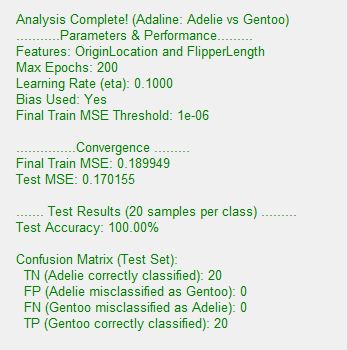 Analysis Complete! (Adaline: Adelie vs Gentoo)
...........Parameters & Performance.........
Features: OriginLocation and FlipperLength
Max Epochs: 200
Learning Rate (eta): 0.1000
Bias Used: Yes
Final Train MSE Threshold: 1e-06
...............Convergence .........
Final Train MSE: 0.189949
Test MSE: 0.170155
....... Test Results (20 samples per class) .........
Test Accuracy: 100.00%
Confusion Matrix (Test Set):
TN (Adelie correctly classified): 20
FP (Adelie misclassified as Gentoo): 0
FN (Gentoo misclassified as Adelie): 0
TP (Gentoo correctly classified): 20